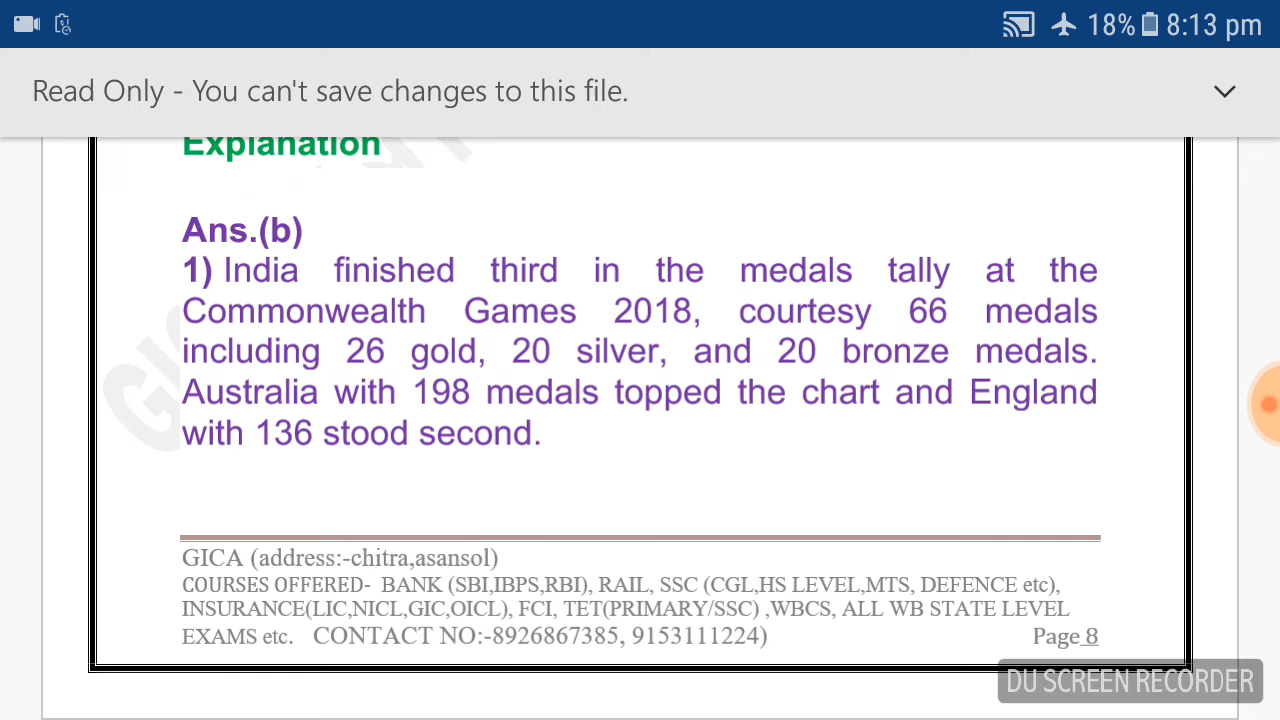 18% 8:13 pm
Read Only - You can't save changes to this file.
Explanation
Ans.(b)
1) India finished third in the medals tally at the
Commonwealth Games 2018, courtesy 66 medals
including 26 gold, 20 silver, and 20 bronze medals.
Australia with 198 medals topped the chart and England
with 136 stood second.
GICA (address:-chitra,asansol)
COURSES OFFERED- BANK (SBI,IBPS,RBI), RAIL, SSC (CGL,HS LEVEL,MTS, DEFENCE etc),
INSURANCE(LIC,NICL,GIC,OICL), FCI, TET(PRIMARY/SSC) ,WBCS, ALL WB STATE LEVEL
EXAMS etc. CONTACT NO:-8926867385, 9153111224) Page 8
DU SCREEN RECORDER